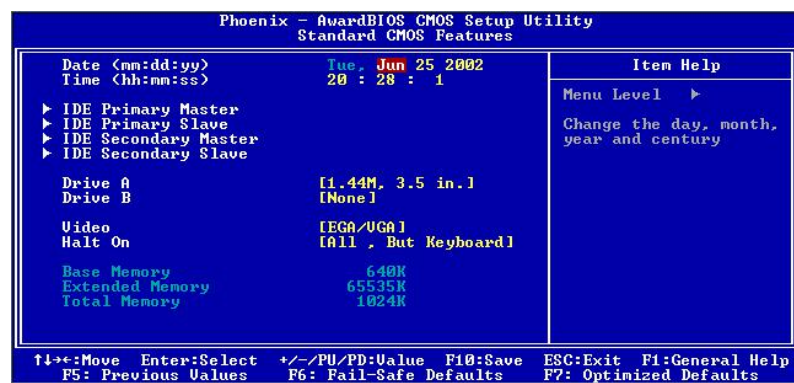 Phoenix - AwardBIOS CMOS Setup Utility
Standard CMOS Features
Date (mm:dd:yy) Tue, Jun 25 2002
Time (hh:mm:ss) 20 : 28 : 1
► IDE Primary Master
► IDE Primary Slave
► IDE Secondary Master
► IDE Secondary Slave
Drive A [1.44M, 3.5 in.]
Drive B [None]
Video [EGA/VGA]
Halt On [All , But Keyboard]
Base Memory 640K
Extended Memory 65535K
Total Memory 1024K
Item Help
Menu Level ►
Change the day, month,
year and century
↑↓→←:Move Enter:Select +/-/PU/PD:Value F10:Save ESC:Exit F1:General Help
F5: Previous Values F6: Fail-Safe Defaults F7: Optimized Defaults